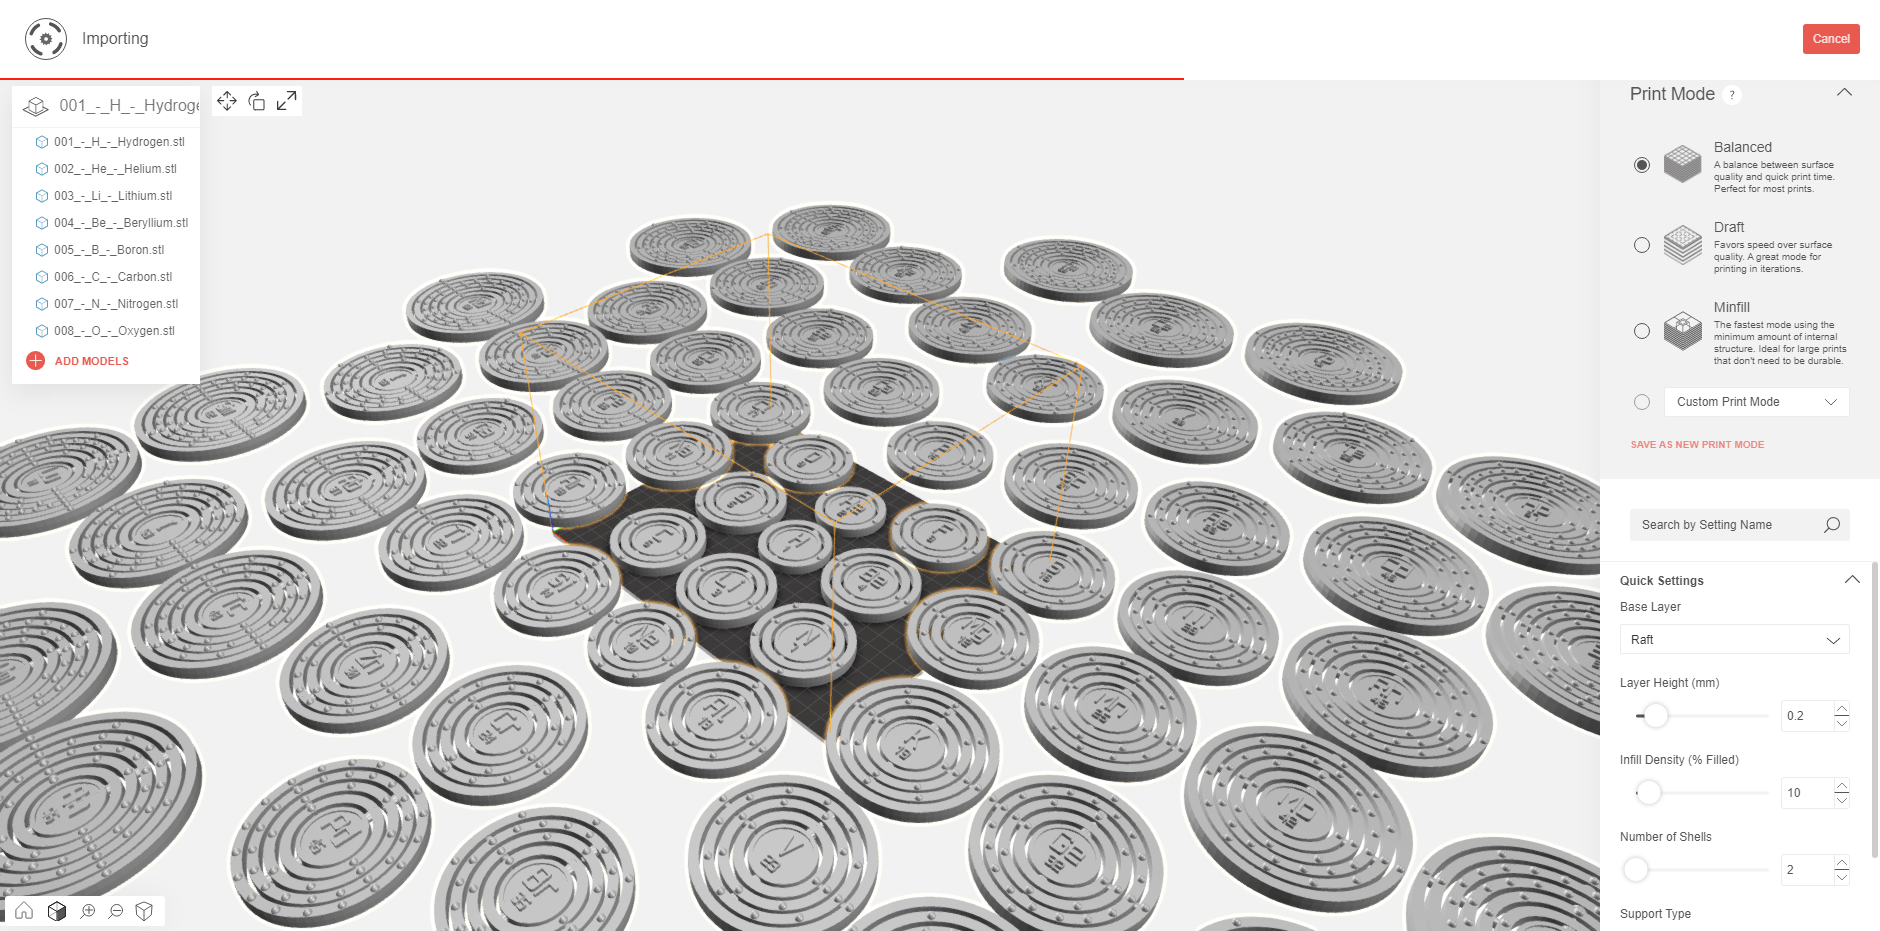 Importing
Cancel
001_-_H_-_Hydroge
001_-_H_-_Hydrogen.stl
002_-_He_-_Helium.stl
003_-_Li_-_Lithium.stl
004_-_Be_-_Beryllium.stl
005_-_B_-_Boron.stl
006_-_C_-_Carbon.stl
007_-_N_-_Nitrogen.stl
008_-_O_-_Oxygen.stl
ADD MODELS
Print Mode ?
Balanced
A balance between surface
quality and quick print time.
Perfect for most prints.
Draft
Favors speed over surface
quality. A great mode for
printing in iterations.
Minfill
The fastest mode using the
minimum amount of internal
structure. Ideal for large prints
that don't need to be durable.
Custom Print Mode
SAVE AS NEW PRINT MODE
Search by Setting Name
Quick Settings
Base Layer
Raft
Layer Height (mm)
0.2
Infill Density (% Filled)
10
Number of Shells
2
Support Type